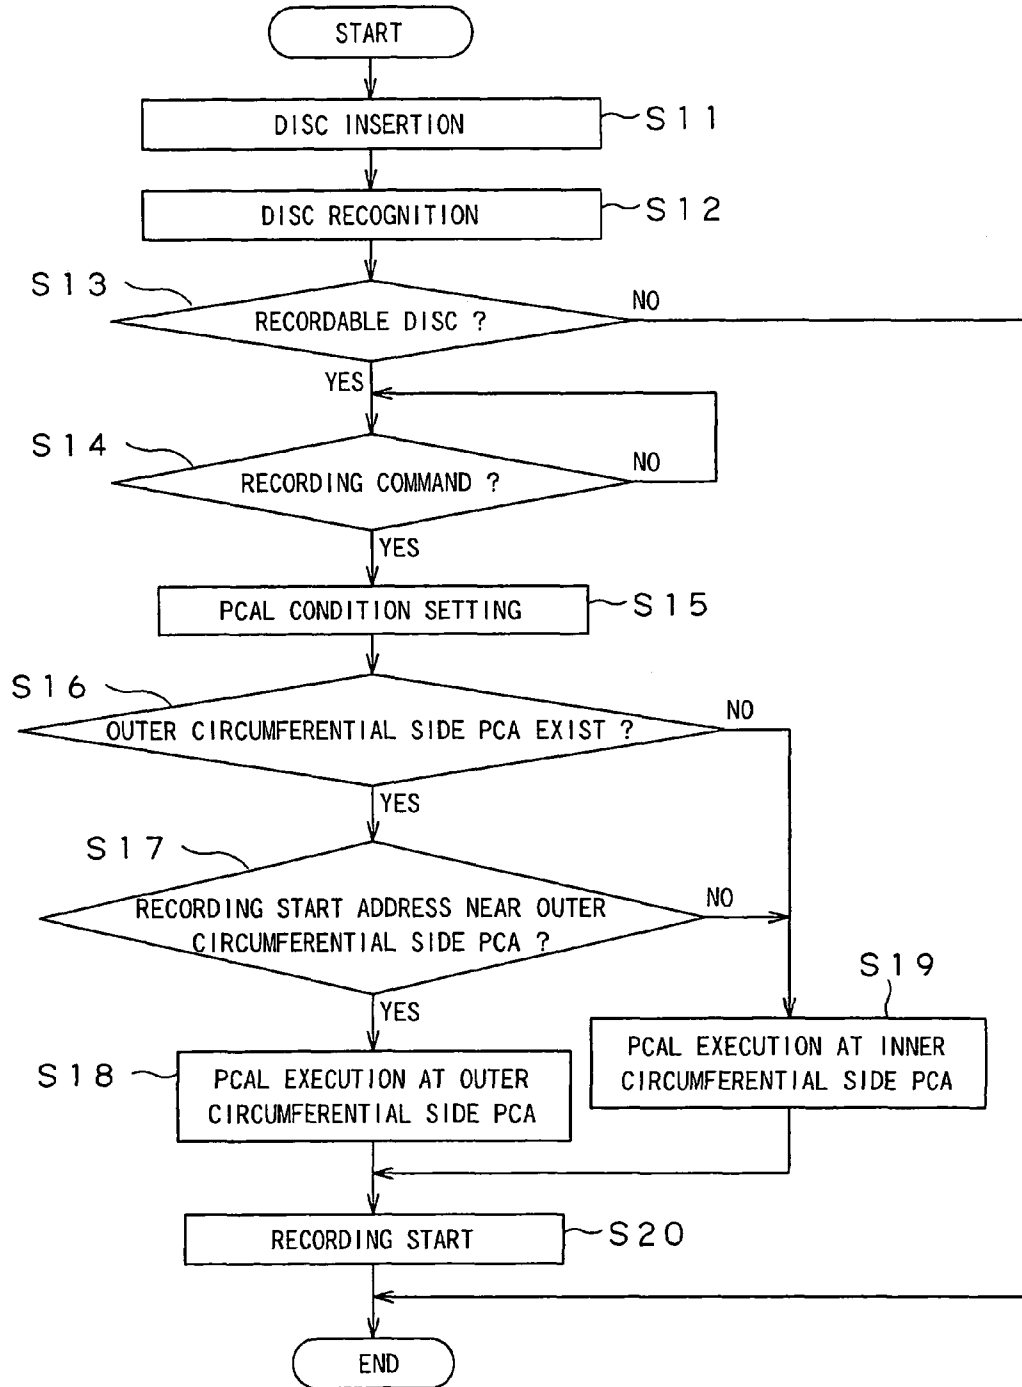 START
DISC INSERTION
S11
DISC RECOGNITION
S12
S13
RECORDABLE DISC ?
NO
YES
S14
RECORDING COMMAND ?
NO
YES
PCAL CONDITION SETTING
S15
S16
OUTER CIRCUMFERENTIAL SIDE PCA EXIST ?
NO
YES
S17
RECORDING START ADDRESS NEAR OUTER
CIRCUMFERENTIAL SIDE PCA ?
NO
YES
S18
PCAL EXECUTION AT OUTER
CIRCUMFERENTIAL SIDE PCA
S19
PCAL EXECUTION AT INNER
CIRCUMFERENTIAL SIDE PCA
RECORDING START
S20
END